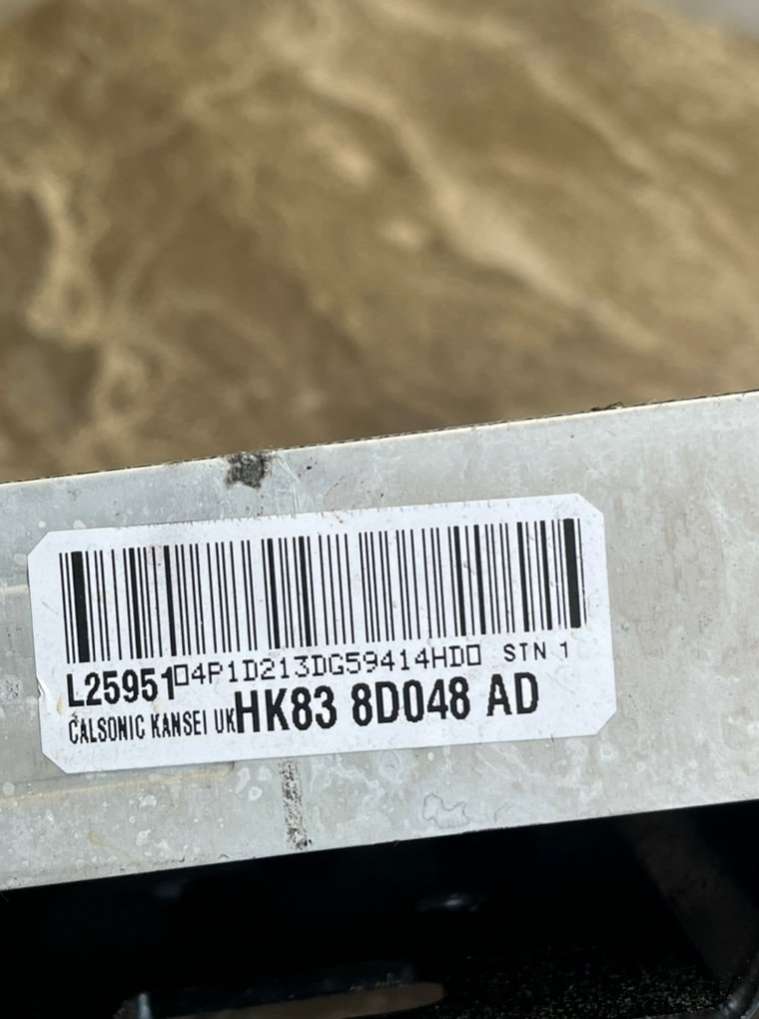 □4P1D213DG59414HD□ STN 1
L25951
CALSONIC KANSEI UK HK83 8D048 AD